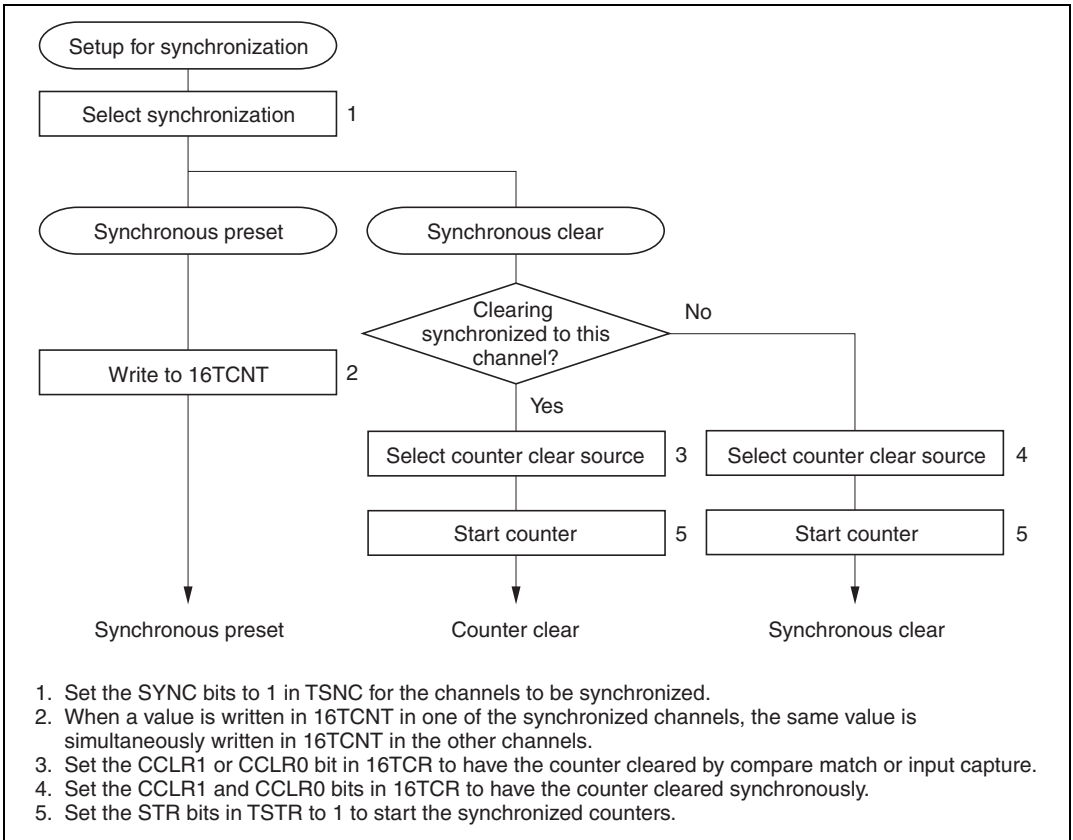 Setup for synchronization
Select synchronization 1
Synchronous preset
Synchronous clear
Clearing
synchronized to this
channel?
No
Write to 16TCNT 2
Yes
Select counter clear source 3
Select counter clear source 4
Start counter 5
Start counter 5
Synchronous preset
Counter clear
Synchronous clear
1. Set the SYNC bits to 1 in TSNC for the channels to be synchronized.
2. When a value is written in 16TCNT in one of the synchronized channels, the same value is
simultaneously written in 16TCNT in the other channels.
3. Set the CCLR1 or CCLR0 bit in 16TCR to have the counter cleared by compare match or input capture.
4. Set the CCLR1 and CCLR0 bits in 16TCR to have the counter cleared synchronously.
5. Set the STR bits in TSTR to 1 to start the synchronized counters.